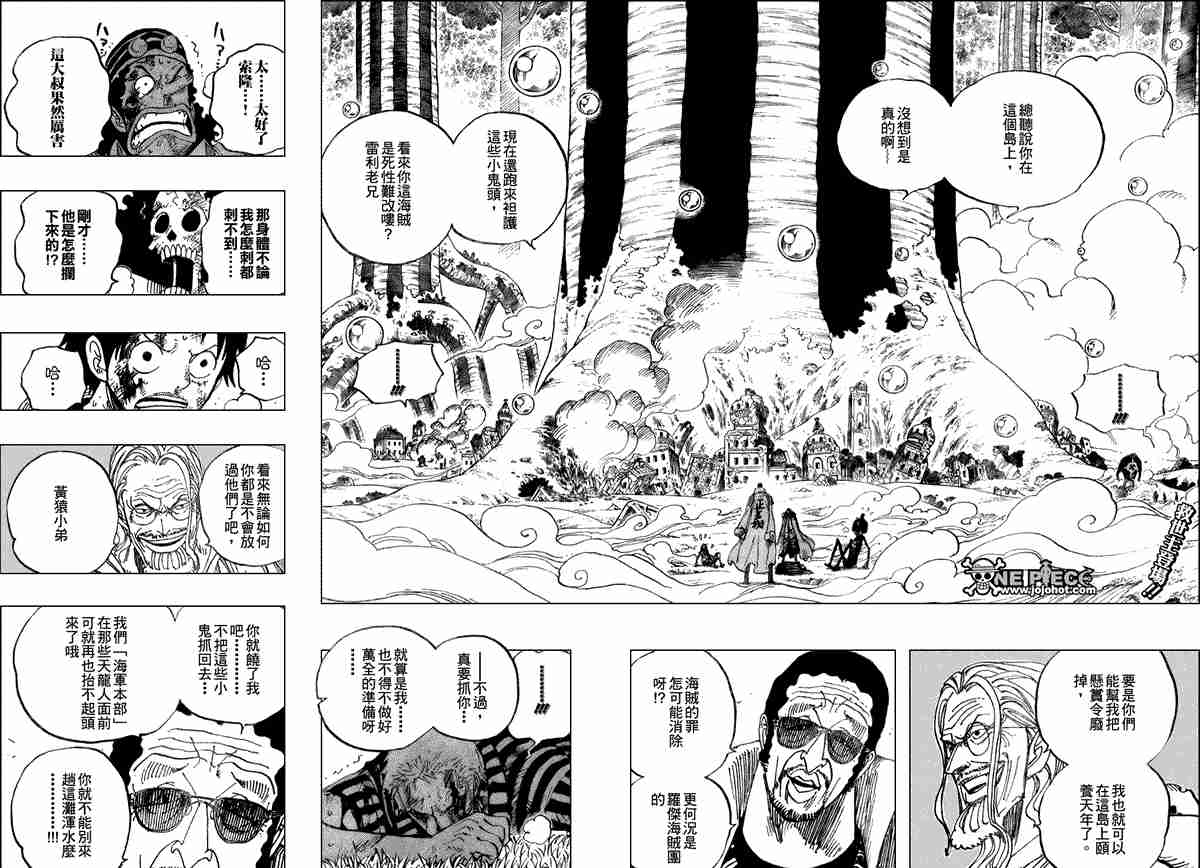 總聽說你在
這個島上，
沒想到是
真的啊……
現在還跑來袒護
這些小鬼頭，
看來你這海賊
是死性難改嘍？
雷利老兄
…………!!!
…………!!!
救世主登場!!!
ONE PIECE
www.jojohot.com
要是你們
能幫我把
懸賞令廢
掉，
我也就可以
在這島上頤
養天年了。
海賊的罪
怎可能消除
呀!?
更何況是
羅傑海賊團
的
…………!!!
——不過，
真要抓你…
就算是我……
也不得不做好
萬全的準備呀
……
太……太好了
索隆……
這大叔果然厲害
ハァ？
ハァ？
那身體不論
我怎麼刺都
刺不到……
剛才……
他是怎麼攔
下來的!?
哈…
哈…
看來無論如何
你都是不會放
過他們了吧，
黃猿小弟
你就饒了我
吧…………
不把這些小
鬼抓回去…
我們「海軍本部」
在那些天龍人面前
可就再也抬不起頭
來了哦
你就不能別來
趟這灘渾水麼
……!!!